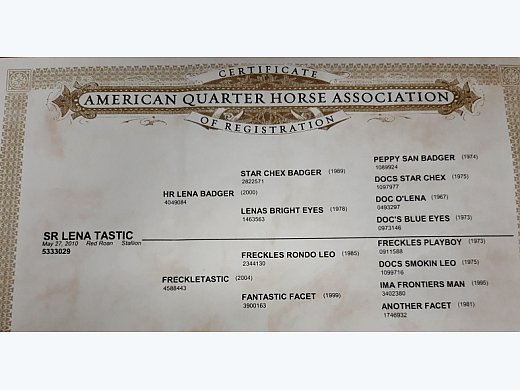 CERTIFICATE
AMERICAN QUARTER HORSE ASSOCIATION
OF REGISTRATION
PEPPY SAN BADGER (1974)
1089924
STAR CHEX BADGER (1989)
2822571
DOCS STAR CHEX (1975)
1097977
HR LENA BADGER (2000)
4049084
DOC O'LENA (1967)
0493297
LENAS BRIGHT EYES (1978)
1463563
DOC'S BLUE EYES (1973)
0973146
SR LENA TASTIC
May 27, 2010 Red Roan Stallion
5333029
FRECKLES PLAYBOY (1973)
0911588
FRECKLES RONDO LEO (1985)
2344130
DOCS SMOKIN LEO (1975)
1099716
FRECKLETASTIC (2004)
4588443
IMA FRONTIERS MAN (1995)
3402380
FANTASTIC FACET (1999)
3900163
ANOTHER FACET (1981)
1746932